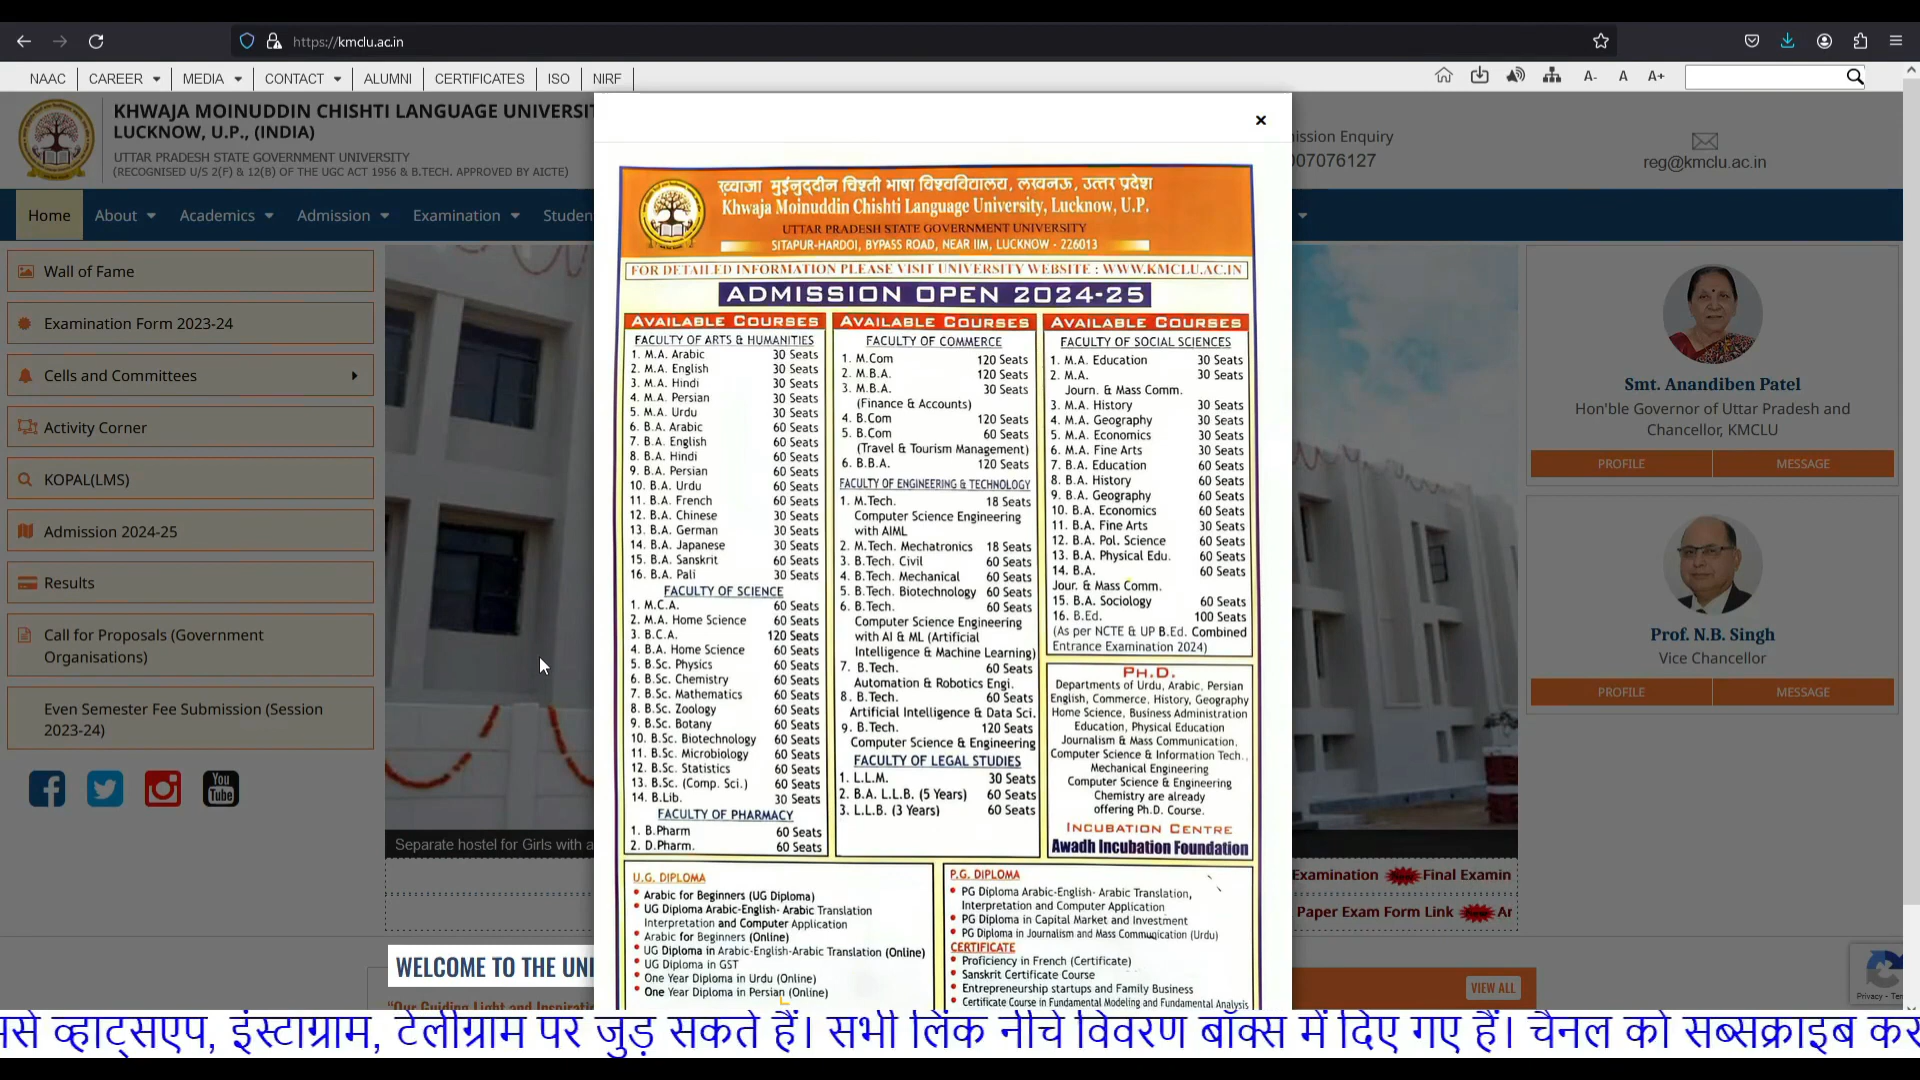 https://kmclu.ac.in
NAAC CAREER MEDIA CONTACT ALUMNI CERTIFICATES ISO NIRF
A- A A+
KHWAJA MOINUDDIN CHISHTI LANGUAGE UNIVERSI
LUCKNOW, U.P., (INDIA)
UTTAR PRADESH STATE GOVERNMENT UNIVERSITY
(RECOGNISED U/S 2(F) & 12(B) OF THE UGC ACT 1956 & B.TECH. APPROVED BY AICTE)
ission Enquiry
007076127
reg@kmclu.ac.in
Home About Academics Admission Examination Studen
Wall of Fame
Examination Form 2023-24
Cells and Committees
Activity Corner
KOPAL(LMS)
Admission 2024-25
Results
Call for Proposals (Government
Organisations)
Even Semester Fee Submission (Session
2023-24)
You
Tube
Separate hostel for Girls with a
WELCOME TO THE UNI
"Our Guiding Light and Inspirati
×
ख़्वाजा मुईनुद्दीन चिश्ती भाषा विश्वविद्यालय, लखनऊ, उत्तर प्रदेश
Khwaja Moinuddin Chishti Language University, Lucknow, U.P.
UTTAR PRADESH STATE GOVERNMENT UNIVERSITY
SITAPUR-HARDOI, BYPASS ROAD, NEAR IIM, LUCKNOW - 226013
FOR DETAILED INFORMATION PLEASE VISIT UNIVERSITY WEBSITE : WWW.KMCLU.AC.IN
ADMISSION OPEN 2024-25
AVAILABLE COURSES
FACULTY OF ARTS & HUMANITIES
1. M.A. Arabic 30 Seats
2. M.A. English 30 Seats
3. M.A. Hindi 30 Seats
4. M.A. Persian 30 Seats
5. M.A. Urdu 30 Seats
6. B.A. Arabic 60 Seats
7. B.A. English 60 Seats
8. B.A. Hindi 60 Seats
9. B.A. Persian 60 Seats
10. B.A. Urdu 60 Seats
11. B.A. French 60 Seats
12. B.A. Chinese 30 Seats
13. B.A. German 30 Seats
14. B.A. Japanese 30 Seats
15. B.A. Sanskrit 60 Seats
16. B.A. Pali 30 Seats
FACULTY OF SCIENCE
1. M.C.A. 60 Seats
2. M.A. Home Science 60 Seats
3. B.C.A. 120 Seats
4. B.A. Home Science 60 Seats
5. B.Sc. Physics 60 Seats
6. B.Sc. Chemistry 60 Seats
7. B.Sc. Mathematics 60 Seats
8. B.Sc. Zoology 60 Seats
9. B.Sc. Botany 60 Seats
10. B.Sc. Biotechnology 60 Seats
11. B.Sc. Microbiology 60 Seats
12. B.Sc. Statistics 60 Seats
13. B.Sc. (Comp. Sci.) 60 Seats
14. B.Lib. 30 Seats
FACULTY OF PHARMACY
1. B.Pharm 60 Seats
2. D.Pharm. 60 Seats
AVAILABLE COURSES
FACULTY OF COMMERCE
1. M.Com 120 Seats
2. M.B.A. 120 Seats
3. M.B.A. 30 Seats
(Finance & Accounts)
4. B.Com 120 Seats
5. B.Com 60 Seats
(Travel & Tourism Management)
6. B.B.A. 120 Seats
FACULTY OF ENGINEERING & TECHNOLOGY
1. M.Tech. 18 Seats
Computer Science Engineering
with AIML
2. M.Tech. Mechatronics 18 Seats
3. B.Tech. Civil 60 Seats
4. B.Tech. Mechanical 60 Seats
5. B.Tech. Biotechnology 60 Seats
6. B.Tech. 60 Seats
Computer Science Engineering
with AI & ML (Artificial
Intelligence & Machine Learning)
7. B.Tech. 60 Seats
Automation & Robotics Engi.
8. B.Tech. 60 Seats
Artificial Intelligence & Data Sci.
9. B.Tech. 120 Seats
Computer Science & Engineering
FACULTY OF LEGAL STUDIES
1. L.L.M. 30 Seats
2. B.A. L.L.B. (5 Years) 60 Seats
3. L.L.B. (3 Years) 60 Seats
AVAILABLE COURSES
FACULTY OF SOCIAL SCIENCES
1. M.A. Education 30 Seats
2. M.A. 30 Seats
Journ. & Mass Comm.
3. M.A. History 30 Seats
4. M.A. Geography 30 Seats
5. M.A. Economics 30 Seats
6. M.A. Fine Arts 30 Seats
7. B.A. Education 60 Seats
8. B.A. History 60 Seats
9. B.A. Geography 60 Seats
10. B.A. Economics 60 Seats
11. B.A. Fine Arts 30 Seats
12. B.A. Pol. Science 60 Seats
13. B.A. Physical Edu. 60 Seats
14. B.A. 60 Seats
Jour. & Mass Comm.
15. B.A. Sociology 60 Seats
16. B.Ed. 100 Seats
(As per NCTE & UP B.Ed. Combined
Entrance Examination 2024)
PH.D.
Departments of Urdu, Arabic, Persian
English, Commerce, History, Geography
Home Science, Business Administration
Education, Physical Education
Journalism & Mass Communication,
Computer Science & Information Tech.,
Mechanical Engineering
Computer Science & Engineering
Chemistry are already
offering Ph.D. Course.
INCUBATION CENTRE
Awadh Incubation Foundation
U.G. DIPLOMA
Arabic for Beginners (UG Diploma)
UG Diploma Arabic-English- Arabic Translation
Interpretation and Computer Application
Arabic for Beginners (Online)
UG Diploma in Arabic-English-Arabic Translation (Online)
UG Diploma in GST
One Year Diploma in Urdu (Online)
One Year Diploma in Persian (Online)
P.G. DIPLOMA
PG Diploma Arabic-English- Arabic Translation,
Interpretation and Computer Application
PG Diploma in Capital Market and Investment
PG Diploma in Journalism and Mass Communication (Urdu)
CERTIFICATE
Proficiency in French (Certificate)
Sanskrit Certificate Course
Entrepreneurship startups and Family Business
Certificate Course in Fundamental Modeling and Fundamental Analysis
Smt. Anandiben Patel
Hon'ble Governor of Uttar Pradesh and
Chancellor, KMCLU
PROFILE MESSAGE
Prof. N.B. Singh
Vice Chancellor
PROFILE MESSAGE
Examination New Final Examin
Paper Exam Form Link New Ar
VIEW ALL
Privacy - Ter
से व्हाट्सएप, इंस्टाग्राम, टेलीग्राम पर जुड़ सकते हैं। सभी लिंक नीचे विवरण बॉक्स में दिए गए हैं। चैनल को सब्सक्राइब कर